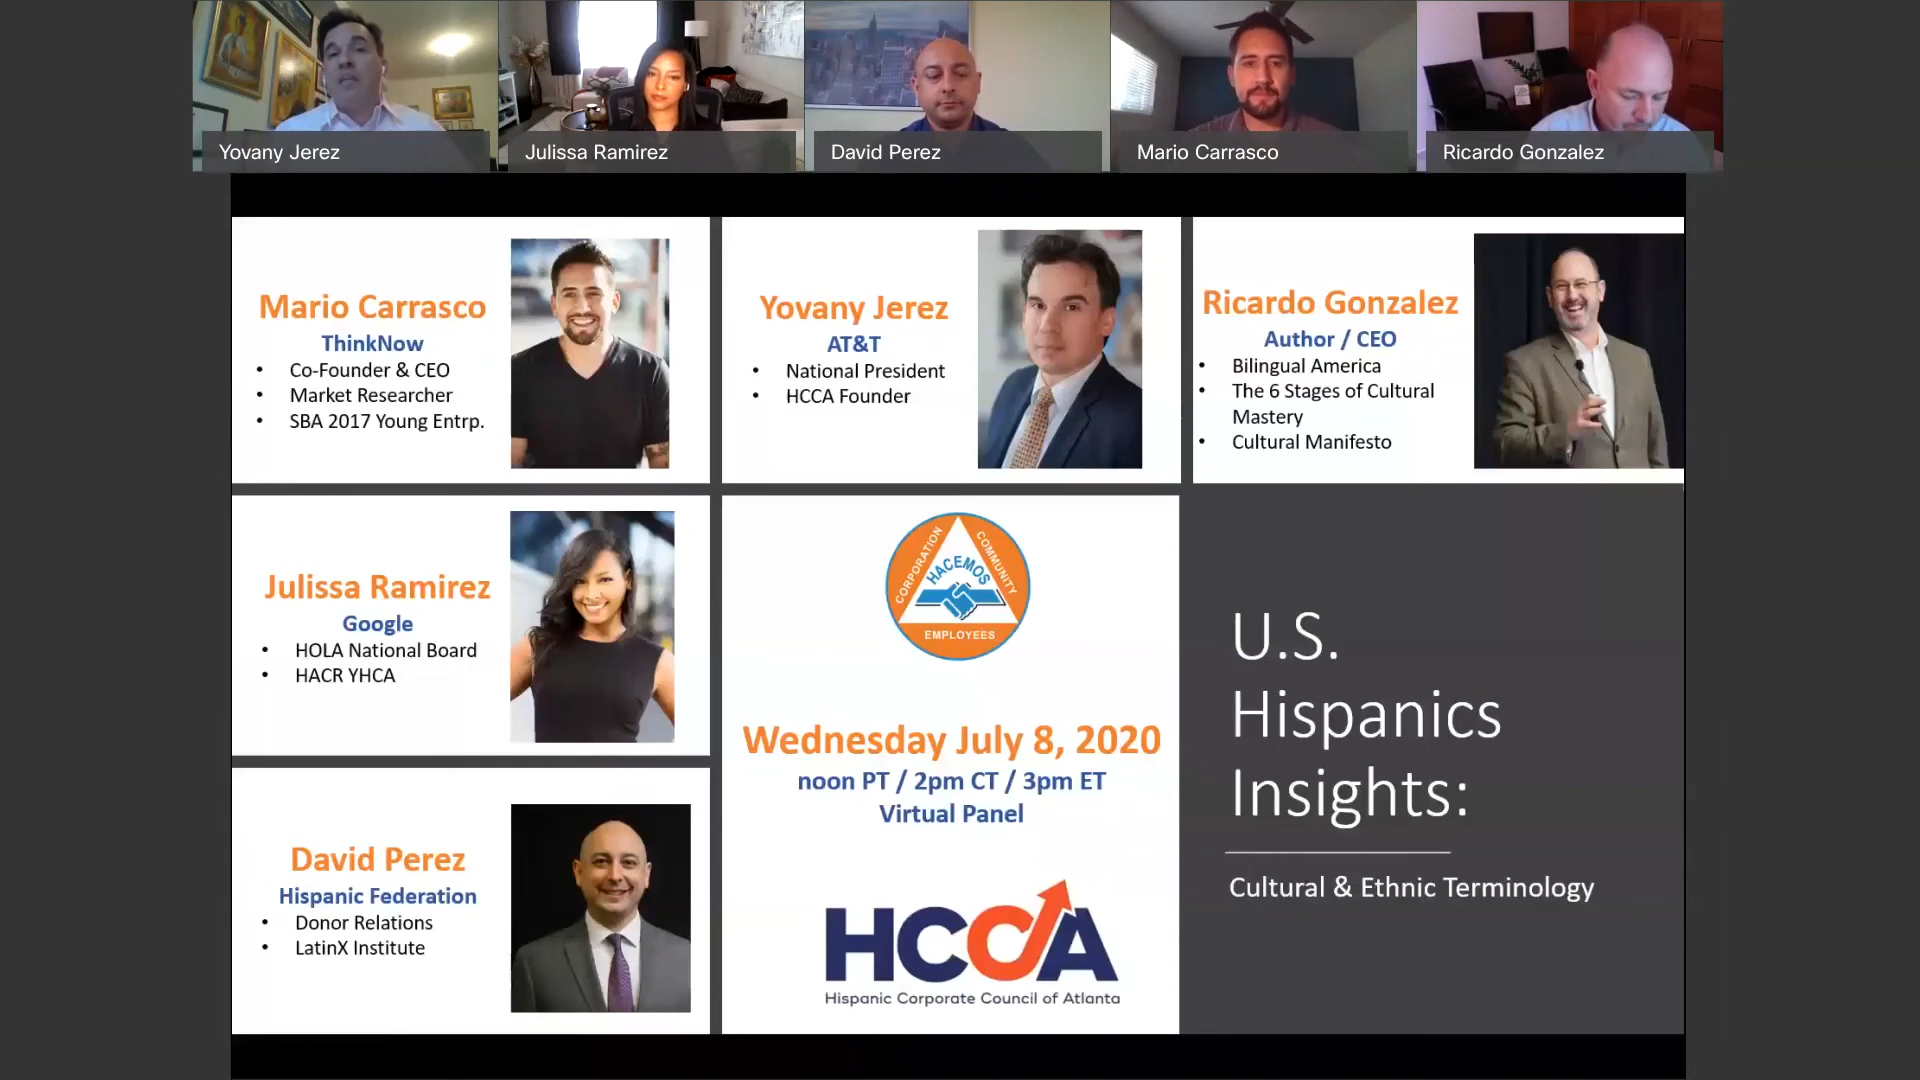 Yovany Jerez
Julissa Ramirez
David Perez
Mario Carrasco
Ricardo Gonzalez
Mario Carrasco
ThinkNow
• Co-Founder & CEO
• Market Researcher
• SBA 2017 Young Entrp.
Yovany Jerez
AT&T
• National President
• HCCA Founder
Ricardo Gonzalez
Author / CEO
• Bilingual America
• The 6 Stages of Cultural
Mastery
• Cultural Manifesto
Julissa Ramirez
Google
• HOLA National Board
• HACR YHCA
CORPORATION
COMMUNITY
HACEMOS
EMPLOYEES
Wednesday July 8, 2020
noon PT / 2pm CT / 3pm ET
Virtual Panel
HCCA
Hispanic Corporate Council of Atlanta
U.S.
Hispanics
Insights:
Cultural & Ethnic Terminology
David Perez
Hispanic Federation
• Donor Relations
• LatinX Institute